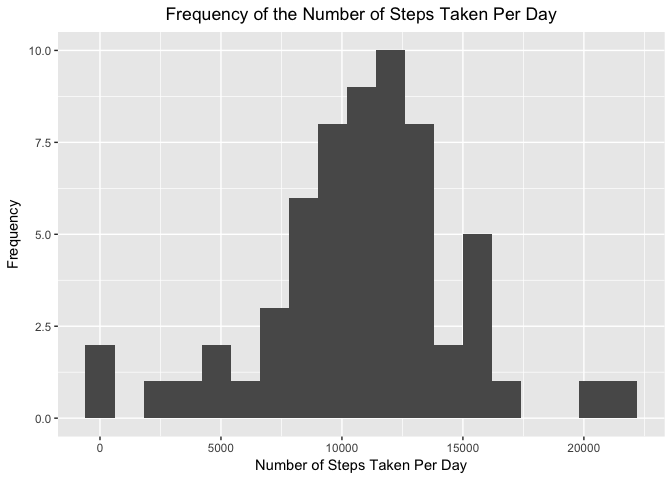 Frequency of the Number of Steps Taken Per Day
10.0
7.5
5.0
2.5
0.0
Frequency
0 5000 10000 15000 20000
Number of Steps Taken Per Day